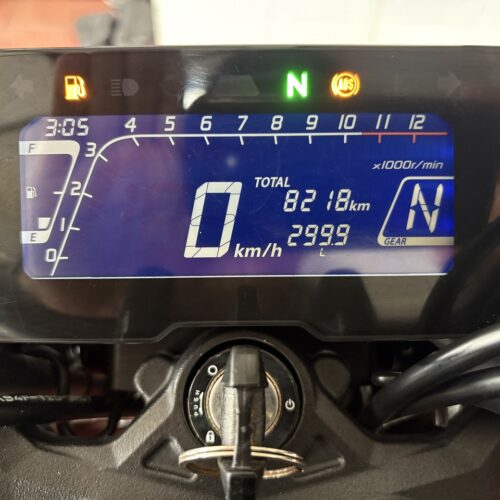 N ABS
3:05 4 5 6 7 8 9 10 11 12
F 3
x1000r/min
2
TOTAL 8218km
N
1
0 km/h 299.9
E
L
GEAR
0